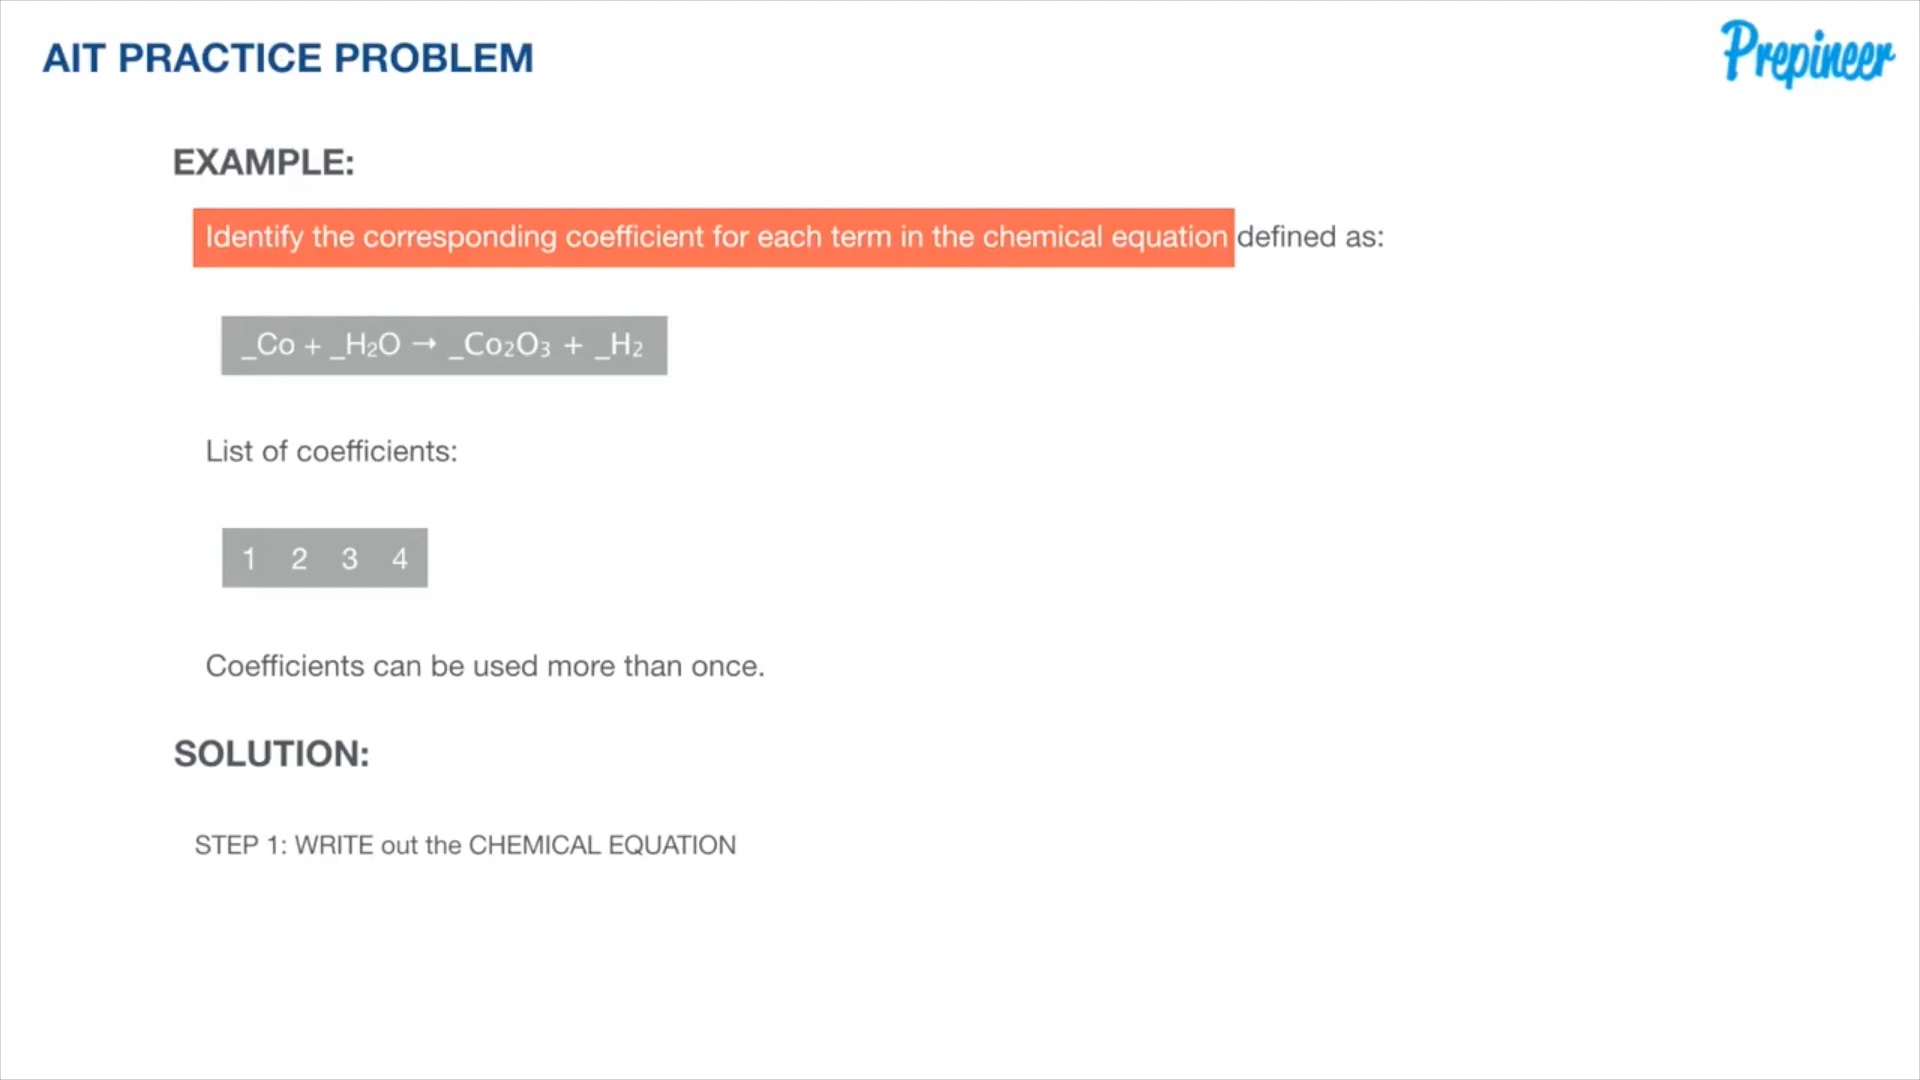 AIT PRACTICE PROBLEM
Prepineer
EXAMPLE:
Identify the corresponding coefficient for each term in the chemical equation defined as:
_Co + _H₂O → _Co₂O₃ + _H₂
List of coefficients:
1 2 3 4
Coefficients can be used more than once.
SOLUTION:
STEP 1: WRITE out the CHEMICAL EQUATION